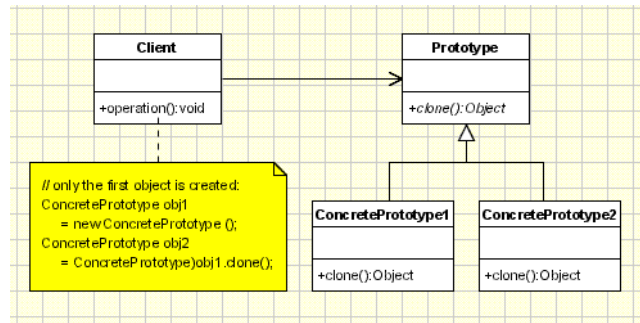 Client
+operation():void
Prototype
+clone():Object
// only the first object is created:
ConcretePrototype obj1
= new ConcretePrototype ();
ConcretePrototype obj2
= ConcretePrototype)obj1.clone();
ConcretePrototype1
+clone():Object
ConcretePrototype2
+clone():Object